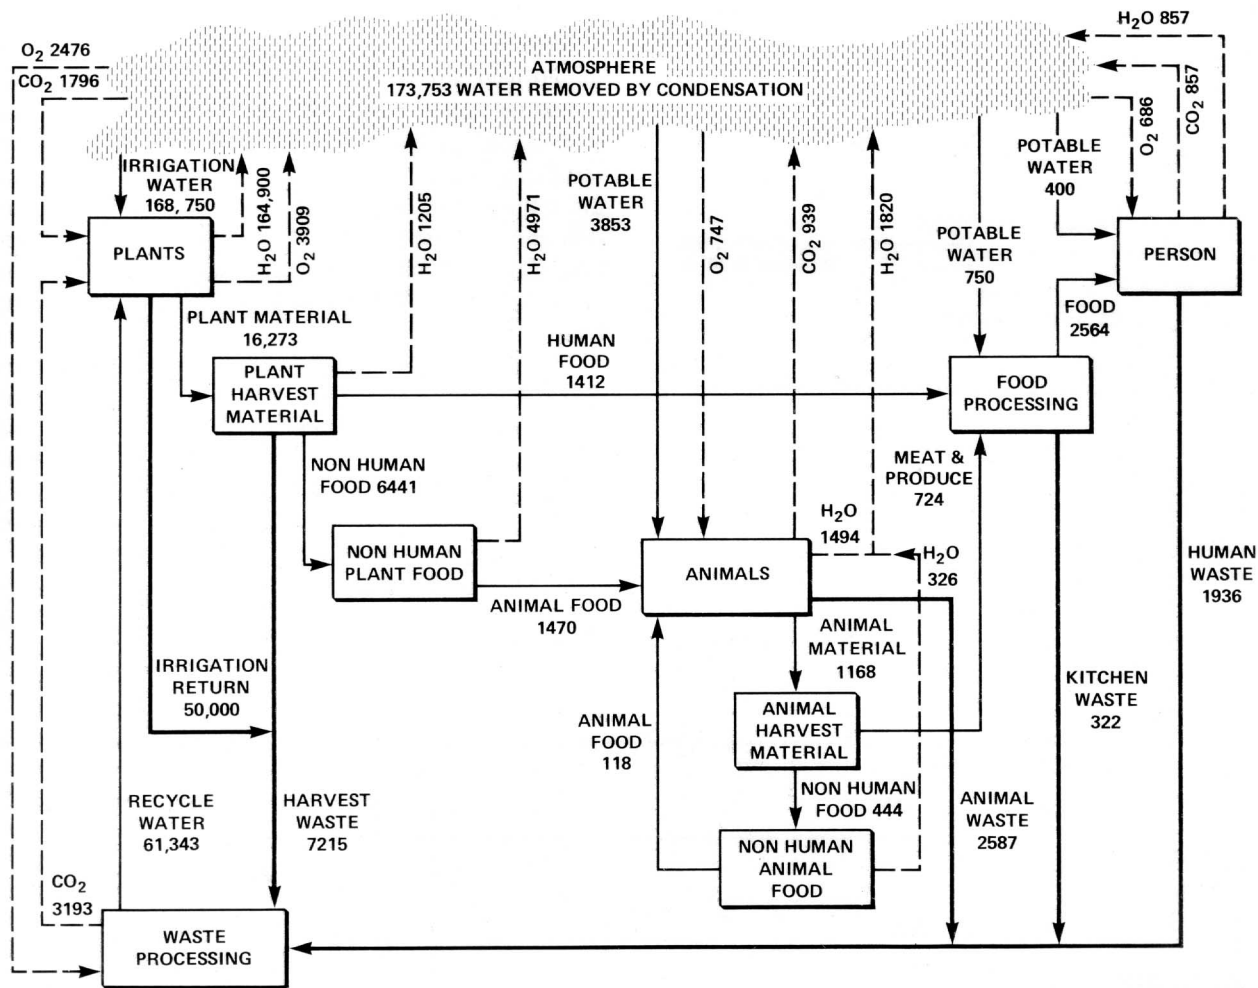 O2 2476
CO2 1796
ATMOSPHERE
173,753 WATER REMOVED BY CONDENSATION
H2O 857
CO2 857
O2 686
IRRIGATION
WATER
168,750
H2O 164,900
O2 3909
H2O 1205
H2O 4971
POTABLE
WATER
3853
O2 747
CO2 939
H2O 1820
POTABLE
WATER
750
POTABLE
WATER
400
PLANTS
PERSON
PLANT MATERIAL
16,273
HUMAN
FOOD
1412
FOOD
2564
PLANT
HARVEST
MATERIAL
FOOD
PROCESSING
NON HUMAN
FOOD 6441
MEAT &
PRODUCE
724
NON HUMAN
PLANT FOOD
ANIMAL FOOD
1470
ANIMALS
H2O
1494
H2O
326
HUMAN
WASTE
1936
IRRIGATION
RETURN
50,000
ANIMAL
MATERIAL
1168
KITCHEN
WASTE
322
ANIMAL
FOOD
118
ANIMAL
HARVEST
MATERIAL
RECYCLE
WATER
61,343
HARVEST
WASTE
7215
NON HUMAN
FOOD 444
ANIMAL
WASTE
2587
NON HUMAN
ANIMAL
FOOD
CO2
3193
WASTE
PROCESSING